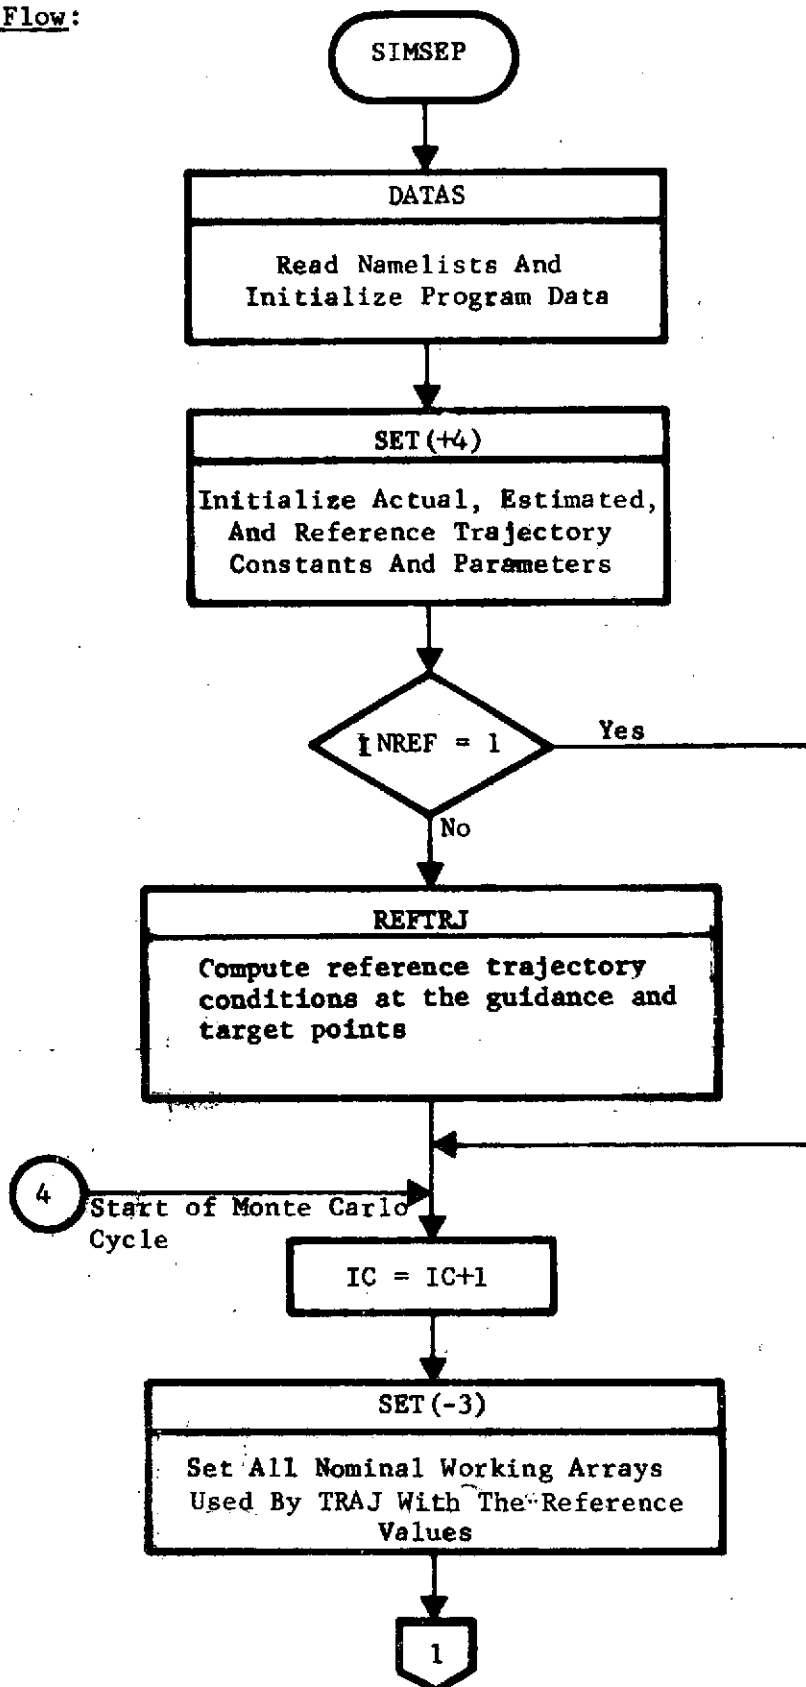 Flow:
SIMSEP
DATAS
Read Namelists And
Initialize Program Data
SET(+4)
Initialize Actual, Estimated,
And Reference Trajectory
Constants And Parameters
INREF = 1
Yes
No
REFTRJ
Compute reference trajectory
conditions at the guidance and
target points
4
Start of Monte Carlo
Cycle
IC = IC+1
SET(-3)
Set All Nominal Working Arrays
Used By TRAJ With The Reference
Values
1